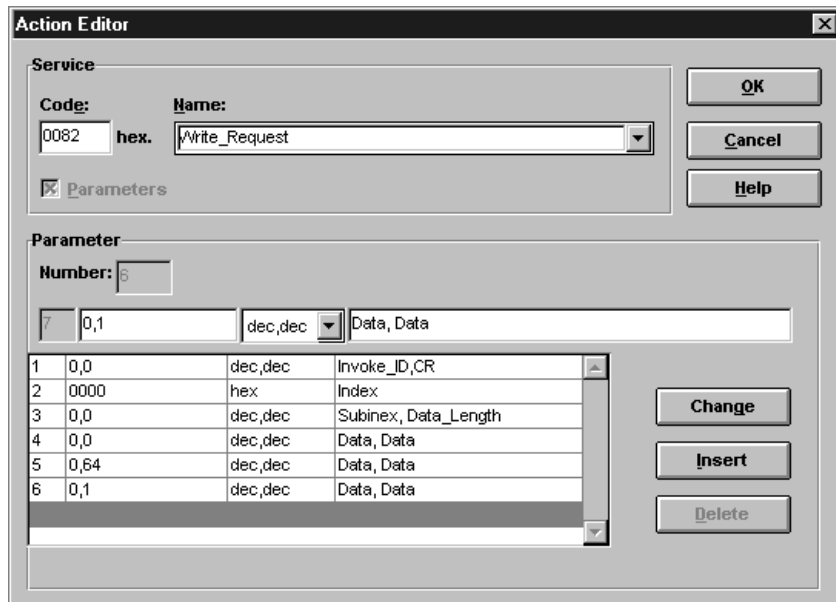 Action Editor
Service
Code: Name:
0082 hex. Write_Request
Parameters
OK
Cancel
Help
Parameter
Number: 6
7 0,1 dec,dec Data, Data
1 0,0 dec,dec Invoke_ID,CR
2 0000 hex Index
3 0,0 dec,dec Subinex, Data_Length
4 0,0 dec,dec Data, Data
5 0,64 dec,dec Data, Data
6 0,1 dec,dec Data, Data
Change
Insert
Delete